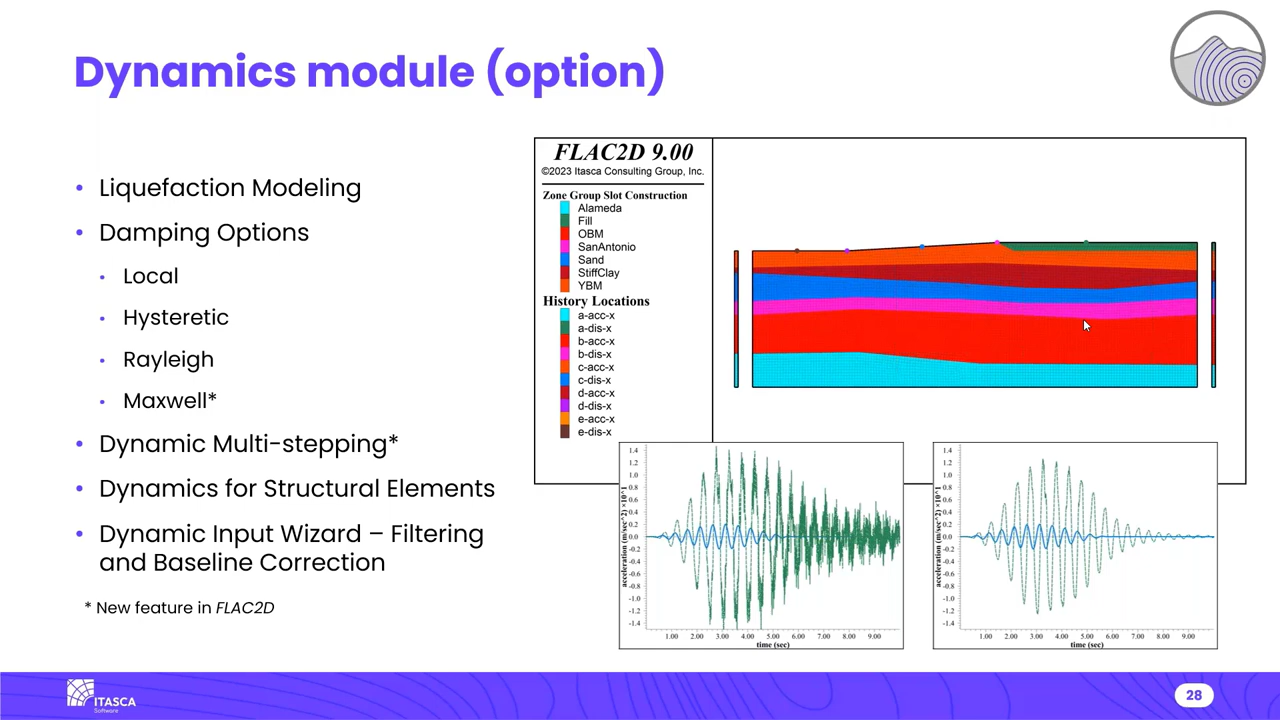 Dynamics module (option)
• Liquefaction Modeling
• Damping Options
• Local
• Hysteretic
• Rayleigh
• Maxwell*
• Dynamic Multi-stepping*
• Dynamics for Structural Elements
• Dynamic Input Wizard – Filtering
and Baseline Correction
* New feature in FLAC2D
FLAC2D 9.00
©2023 Itasca Consulting Group, Inc.
Zone Group Slot Construction
Alameda
Fill
OBM
SanAntonio
Sand
StiffClay
YBM
History Locations
a-acc-x
a-dis-x
b-acc-x
b-dis-x
c-acc-x
c-dis-x
d-acc-x
d-dis-x
e-acc-x
e-dis-x
acceleration (m/sec^2) ×10^1
1.4
1.2
1.0
0.8
0.6
0.4
0.2
0.0
-0.2
-0.4
-0.6
-0.8
-1.0
-1.2
-1.4
1.00 2.00 3.00 4.00 5.00 6.00 7.00 8.00 9.00
time (sec)
acceleration (m/sec^2) ×10^1
1.4
1.2
1.0
0.8
0.6
0.4
0.2
0.0
-0.2
-0.4
-0.6
-0.8
-1.0
-1.2
-1.4
1.00 2.00 3.00 4.00 5.00 6.00 7.00 8.00 9.00
time (sec)
ITASCA
Software
28